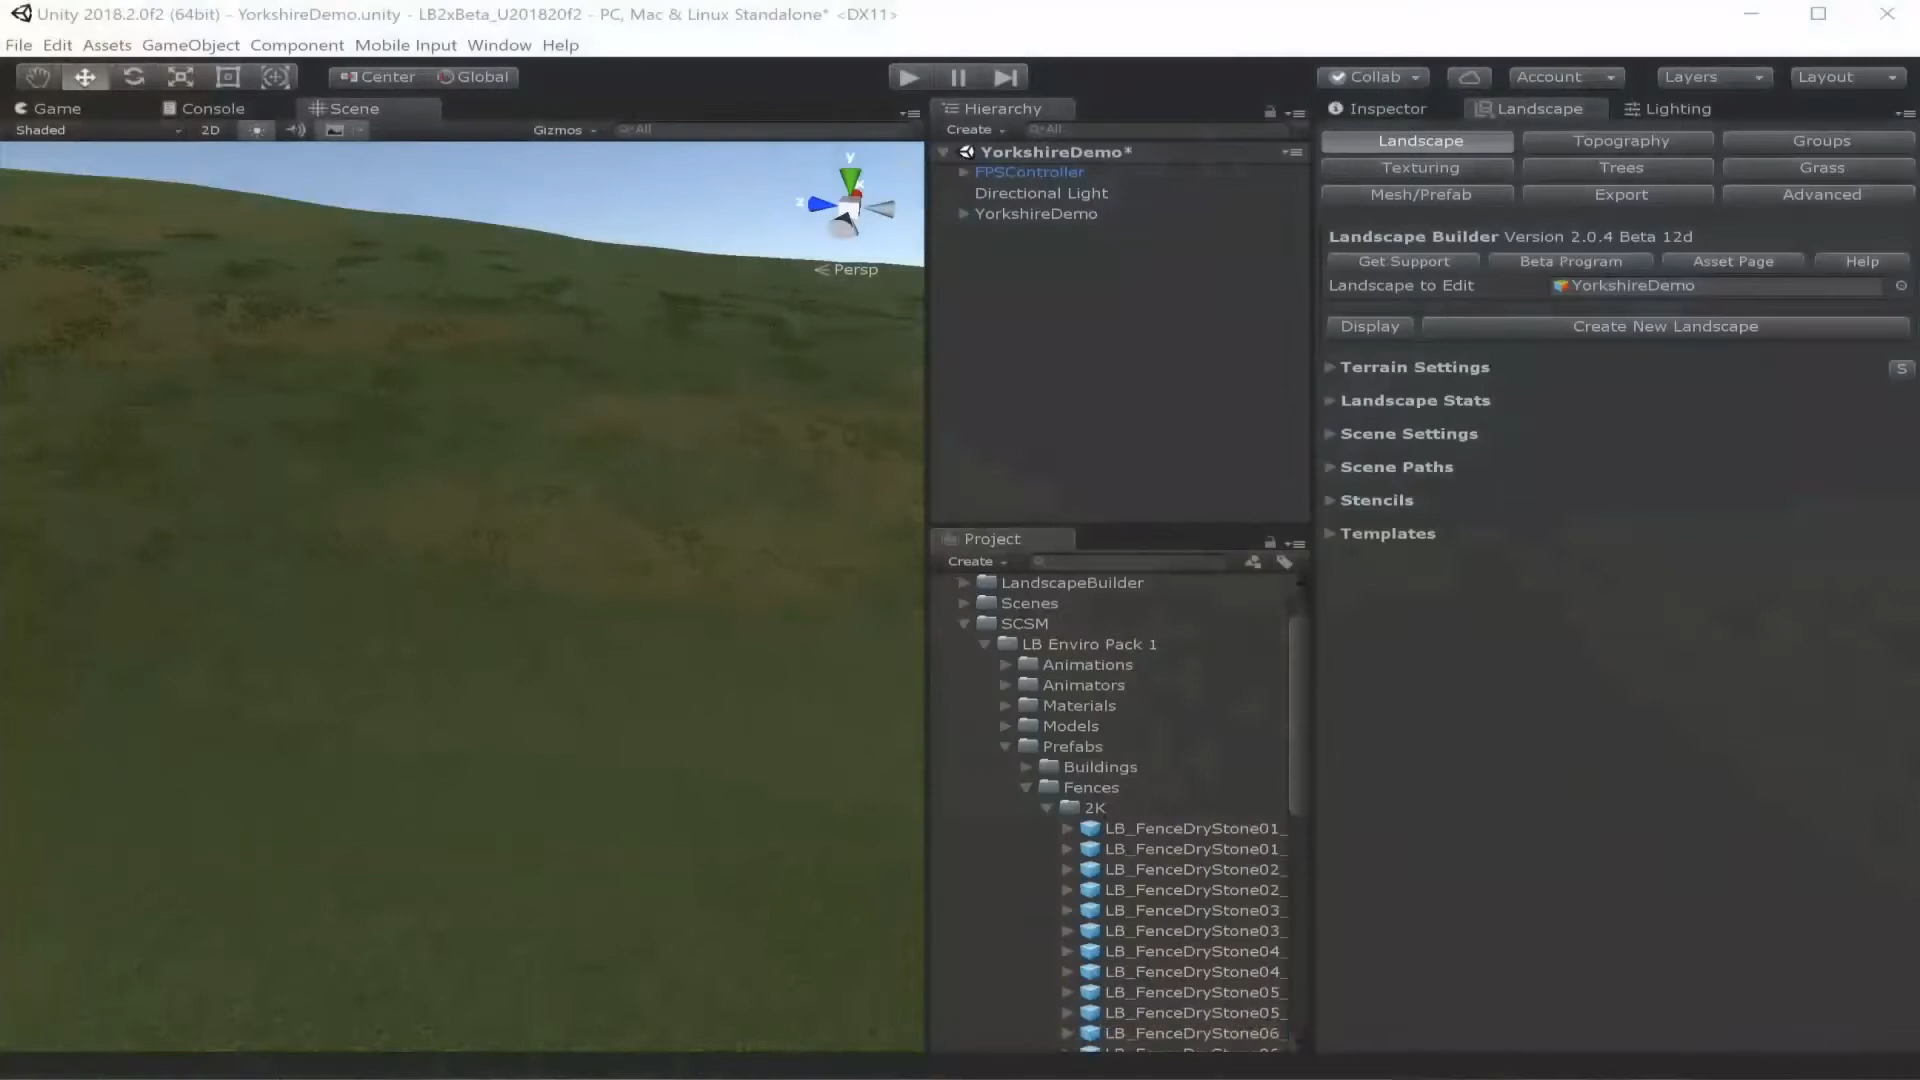 Unity 2018.2.0f2 (64bit) - YorkshireDemo.unity - LB2xBeta_U201820f2 - PC, Mac & Linux Standalone* <DX11>
File Edit Assets GameObject Component Mobile Input Window Help
Center Global
Collab Account Layers Layout
Game Console Scene
Shaded 2D Gizmos All
y
x
z
Persp
Hierarchy
Create All
YorkshireDemo*
FPSController
Directional Light
YorkshireDemo
Project
Create
LandscapeBuilder
Scenes
SCSM
LB Enviro Pack 1
Animations
Animators
Materials
Models
Prefabs
Buildings
Fences
2K
LB_FenceDryStone01_
LB_FenceDryStone01_
LB_FenceDryStone02_
LB_FenceDryStone02_
LB_FenceDryStone03_
LB_FenceDryStone03_
LB_FenceDryStone04_
LB_FenceDryStone04_
LB_FenceDryStone05_
LB_FenceDryStone05_
LB_FenceDryStone06_
Inspector Landscape Lighting
Landscape Topography Groups
Texturing Trees Grass
Mesh/Prefab Export Advanced
Landscape Builder Version 2.0.4 Beta 12d
Get Support Beta Program Asset Page Help
Landscape to Edit YorkshireDemo
Display Create New Landscape
Terrain Settings S
Landscape Stats
Scene Settings
Scene Paths
Stencils
Templates